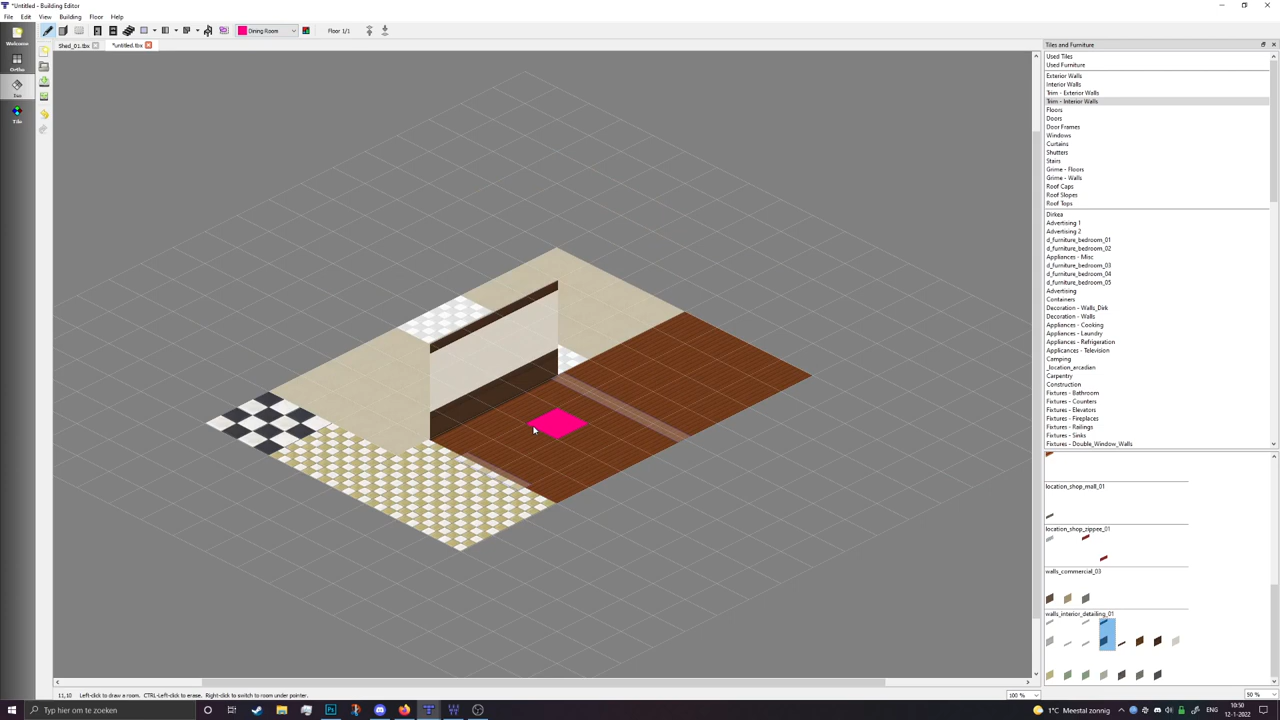 *Untitled - Building Editor
File Edit View Building Floor Help
Dining Room Floor 1/1
Shed_01.tbx *untitled.tbx
Welcome
Ortho
Iso
Tile
Tiles and Furniture
Used Tiles
Used Furniture
Exterior Walls
Interior Walls
Trim - Exterior Walls
Trim - Interior Walls
Floors
Doors
Door Frames
Windows
Curtains
Shutters
Stairs
Grime - Floors
Grime - Walls
Roof Caps
Roof Slopes
Roof Tops
Dirkea
Advertising 1
Advertising 2
d_furniture_bedroom_01
d_furniture_bedroom_02
Appliances - Misc
d_furniture_bedroom_03
d_furniture_bedroom_04
d_furniture_bedroom_05
Advertising
Containers
Decoration - Walls_Dirk
Decoration - Walls
Appliances - Cooking
Appliances - Laundry
Appliances - Refrigeration
Applicances - Television
Camping
_location_arcadian
Carpentry
Construction
Fixtures - Bathroom
Fixtures - Counters
Fixtures - Elevators
Fixtures - Fireplaces
Fixtures - Railings
Fixtures - Sinks
Fixtures - Double_Window_Walls
location_shop_mall_01
location_shop_zippee_01
walls_commercial_03
walls_interior_detailing_01
11,10 Left-click to draw a room. CTRL-Left-click to erase. Right-click to switch to room under pointer.
100 %
50 %
Typ hier om te zoeken
1°C Meestal zonnig
ENG
10:50
12-1-2022